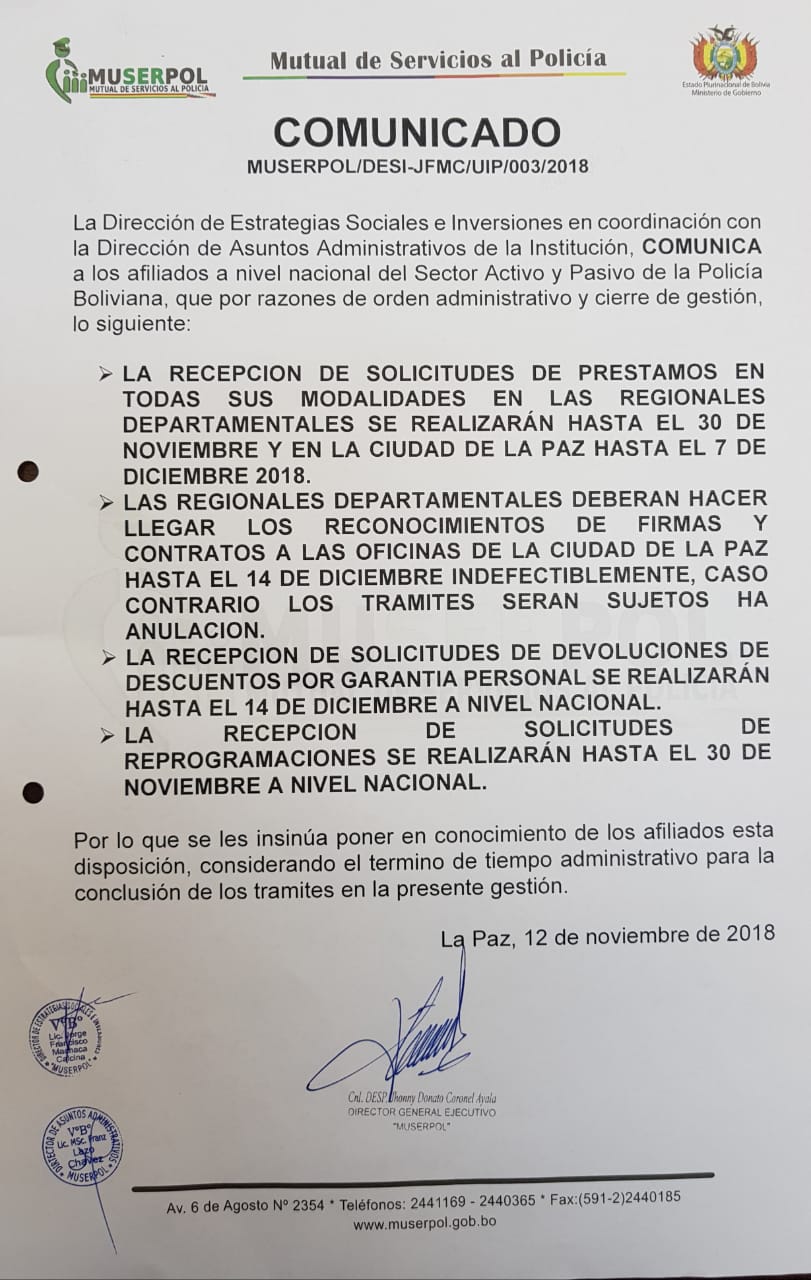 MUSERPOL
MUTUAL DE SERVICIOS AL POLICIA
Mutual de Servicios al Policía
Estado Plurinacional de Bolivia
Ministerio de Gobierno
COMUNICADO
MUSERPOL/DESI-JFMC/UIP/003/2018
La Dirección de Estrategias Sociales e Inversiones en coordinación con
la Dirección de Asuntos Administrativos de la Institución, COMUNICA
a los afiliados a nivel nacional del Sector Activo y Pasivo de la Policía
Boliviana, que por razones de orden administrativo y cierre de gestión,
lo siguiente:
➢ LA RECEPCION DE SOLICITUDES DE PRESTAMOS EN
TODAS SUS MODALIDADES EN LAS REGIONALES
DEPARTAMENTALES SE REALIZARÁN HASTA EL 30 DE
NOVIEMBRE Y EN LA CIUDAD DE LA PAZ HASTA EL 7 DE
DICIEMBRE 2018.
➢ LAS REGIONALES DEPARTAMENTALES DEBERAN HACER
LLEGAR LOS RECONOCIMIENTOS DE FIRMAS Y
CONTRATOS A LAS OFICINAS DE LA CIUDAD DE LA PAZ
HASTA EL 14 DE DICIEMBRE INDEFECTIBLEMENTE, CASO
CONTRARIO LOS TRAMITES SERAN SUJETOS HA
ANULACION.
➢ LA RECEPCION DE SOLICITUDES DE DEVOLUCIONES DE
DESCUENTOS POR GARANTIA PERSONAL SE REALIZARÁN
HASTA EL 14 DE DICIEMBRE A NIVEL NACIONAL.
➢ LA RECEPCION DE SOLICITUDES DE
REPROGRAMACIONES SE REALIZARÁN HASTA EL 30 DE
NOVIEMBRE A NIVEL NACIONAL.
Por lo que se les insinúa poner en conocimiento de los afiliados esta
disposición, considerando el termino de tiempo administrativo para la
conclusión de los tramites en la presente gestión.
La Paz, 12 de noviembre de 2018
DIRECTOR DE ESTRATEGIAS SOCIALES E
VºBº
Lic. Jorge
Francisco
Machaca
"MUSERPOL"
Cnl. DESP. Jhonny Donato Coronel Ayala
DIRECTOR GENERAL EJECUTIVO
"MUSERPOL"
DIRECTOR DE ASUNTOS ADMINISTRATIVOS
VºBº
Lic. MSc. Franz
Lazo
Chávez
MUSERPOL
Av. 6 de Agosto Nº 2354 * Teléfonos: 2441169 - 2440365 * Fax:(591-2)2440185
www.muserpol.gob.bo